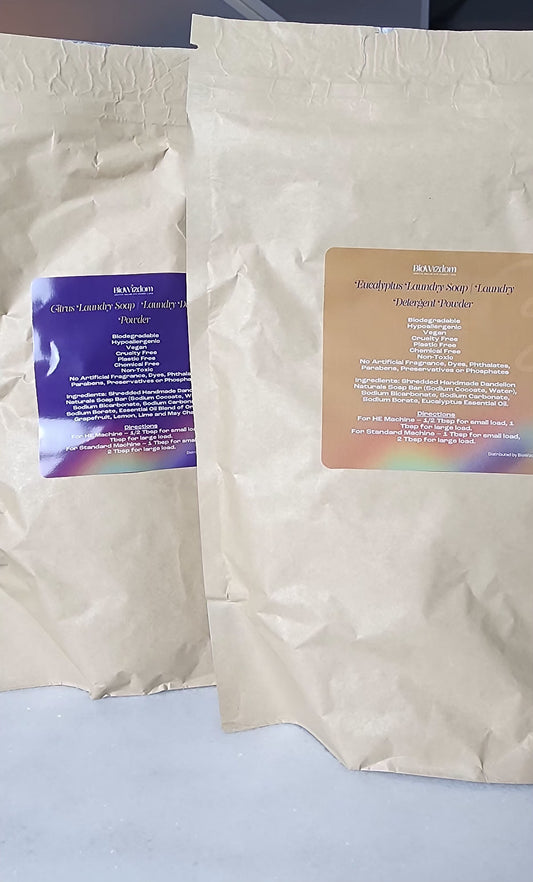 BioWizdom
Citrus Laundry Soap | Laundry
Powder
Biodegradable
Hypoallergenic
Vegan
Cruelty Free
Plastic Free
Chemical Free
Non-Toxic
No Artificial Fragrance, Dyes,
Parabens, Preservatives or
Ingredients: Shredded Handmade
Naturals Soap Bar (Sodium Cocoate,
Sodium Bicarbonate, Sodium
Sodium Borate, Essential Oil Blend of
Grapefruit, Lemon, Lime and May
Directions
For HE Machine - 1/2 Tbsp for small
Tbsp for large load.
For Standard Machine - 1 Tbsp for small
2 Tbsp for large load.
BioWizdom
Eucalyptus Laundry Soap | Laundry
Detergent Powder
Biodegradable
Hypoallergenic
Vegan
Cruelty Free
Plastic Free
Chemical Free
Non-Toxic
No Artificial Fragrance, Dyes, Phthalates,
Parabens, Preservatives or Phosphates
Ingredients: Shredded Handmade Dandelion
Naturals Soap Bar (Sodium Cocoate, Water),
Sodium Bicarbonate, Sodium Carbonate,
Sodium Borate, Eucalyptus Essential Oil.
Directions
For HE Machine - 1/2 Tbsp for small load, 1
Tbsp for large load.
For Standard Machine - 1 Tbsp for small load,
2 Tbsp for large load.
Distributed by